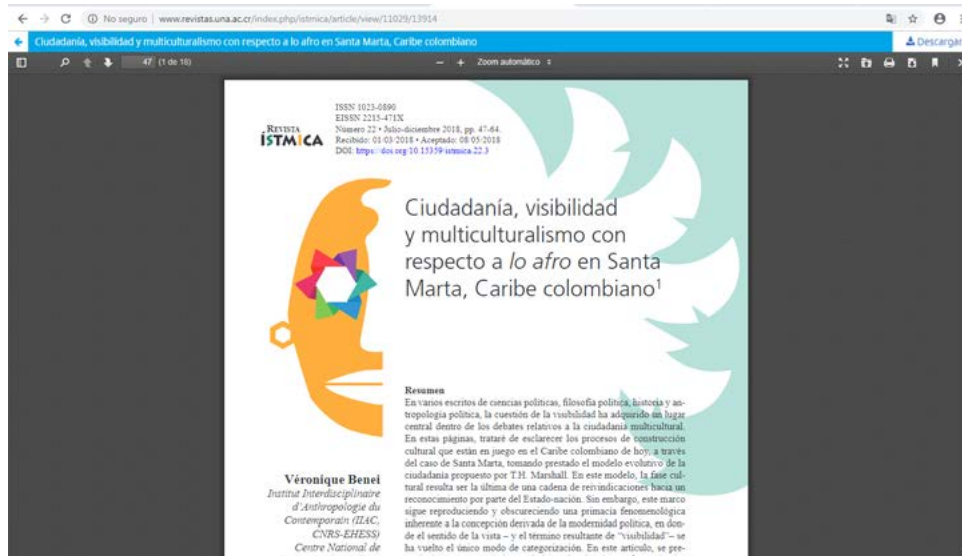 No seguro | www.revistas.una.ac.cr/index.php/istmica/article/view/11029/13914
Ciudadanía, visibilidad y multiculturalismo con respecto a lo afro en Santa Marta, Caribe colombiano
Descargar
47 (1 de 16)
Zoom automático
ISSN 1023-0890
EISSN 2215-471X
REVISTA
ÍSTMICA
Número 22 • Julio-diciembre 2018, pp. 47-64.
Recibido: 01/03/2018 • Aceptado: 08/05/2018
DOI: https://doi.org/10.15359/istmica.22.3
Ciudadanía, visibilidad
y multiculturalismo con
respecto a lo afro en Santa
Marta, Caribe colombiano¹
Resumen
En varios escritos de ciencias políticas, filosofía política, historia y an-
tropología política, la cuestión de la visibilidad ha adquirido un lugar
central dentro de los debates relativos a la ciudadanía multicultural.
En estas páginas, trataré de esclarecer los procesos de construcción
cultural que están en juego en el Caribe colombiano de hoy, a través
del caso de Santa Marta, tomando prestado el modelo evolutivo de la
ciudadanía propuesto por T.H. Marshall. En este modelo, la fase cul-
tural resulta ser la última de una cadena de reivindicaciones hacia un
reconocimiento por parte del Estado-nación. Sin embargo, este marco
sigue reproduciendo y obscureciendo una primacía fenomenológica
inherente a la concepción derivada de la modernidad política, en don-
de el sentido de la vista – y el término resultante de "visibilidad"– se
ha vuelto el único modo de categorización. En este artículo, se pre-
Véronique Benei
Institut Interdisciplinaire
d'Anthropologie du
Contemporain (IIAC,
CNRS-EHESS)
Centre National de